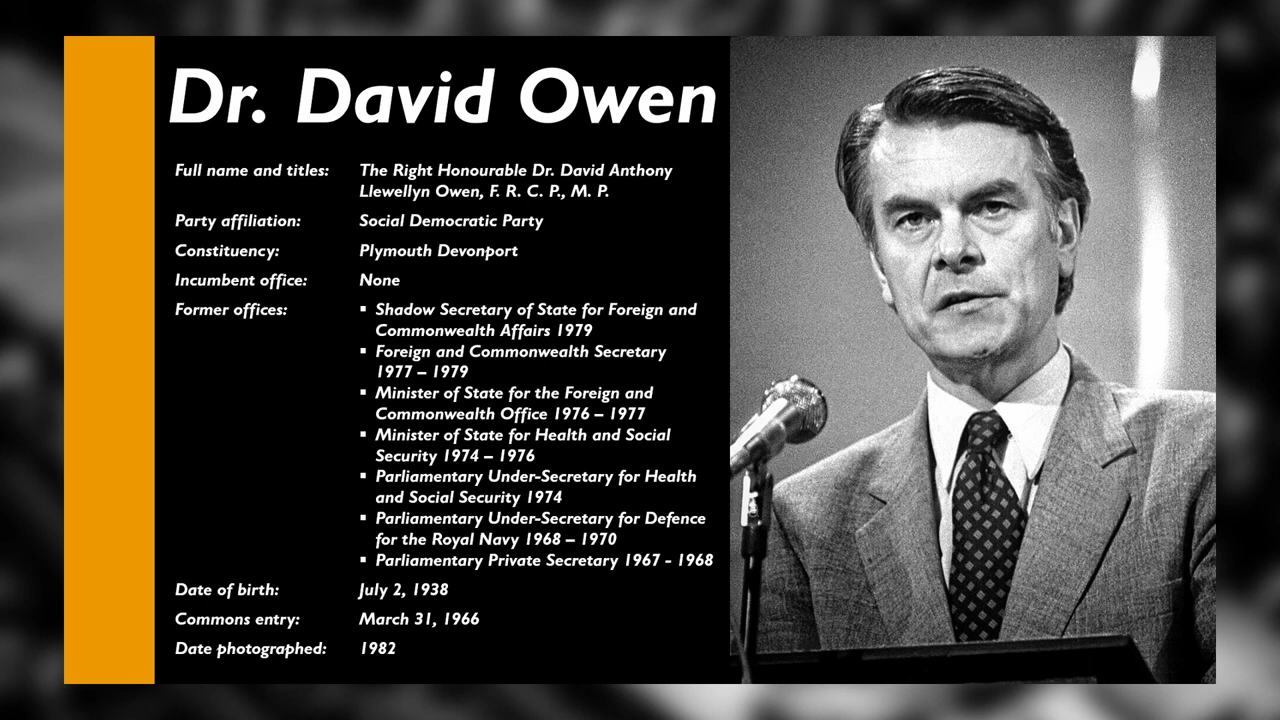 Dr. David Owen
Full name and titles: The Right Honourable Dr. David Anthony
Llewellyn Owen, F. R. C. P., M. P.
Party affiliation: Social Democratic Party
Constituency: Plymouth Devonport
Incumbent office: None
Former offices: ▪ Shadow Secretary of State for Foreign and
Commonwealth Affairs 1979
▪ Foreign and Commonwealth Secretary
1977 – 1979
▪ Minister of State for the Foreign and
Commonwealth Office 1976 – 1977
▪ Minister of State for Health and Social
Security 1974 – 1976
▪ Parliamentary Under-Secretary for Health
and Social Security 1974
▪ Parliamentary Under-Secretary for Defence
for the Royal Navy 1968 – 1970
▪ Parliamentary Private Secretary 1967 - 1968
Date of birth: July 2, 1938
Commons entry: March 31, 1966
Date photographed: 1982